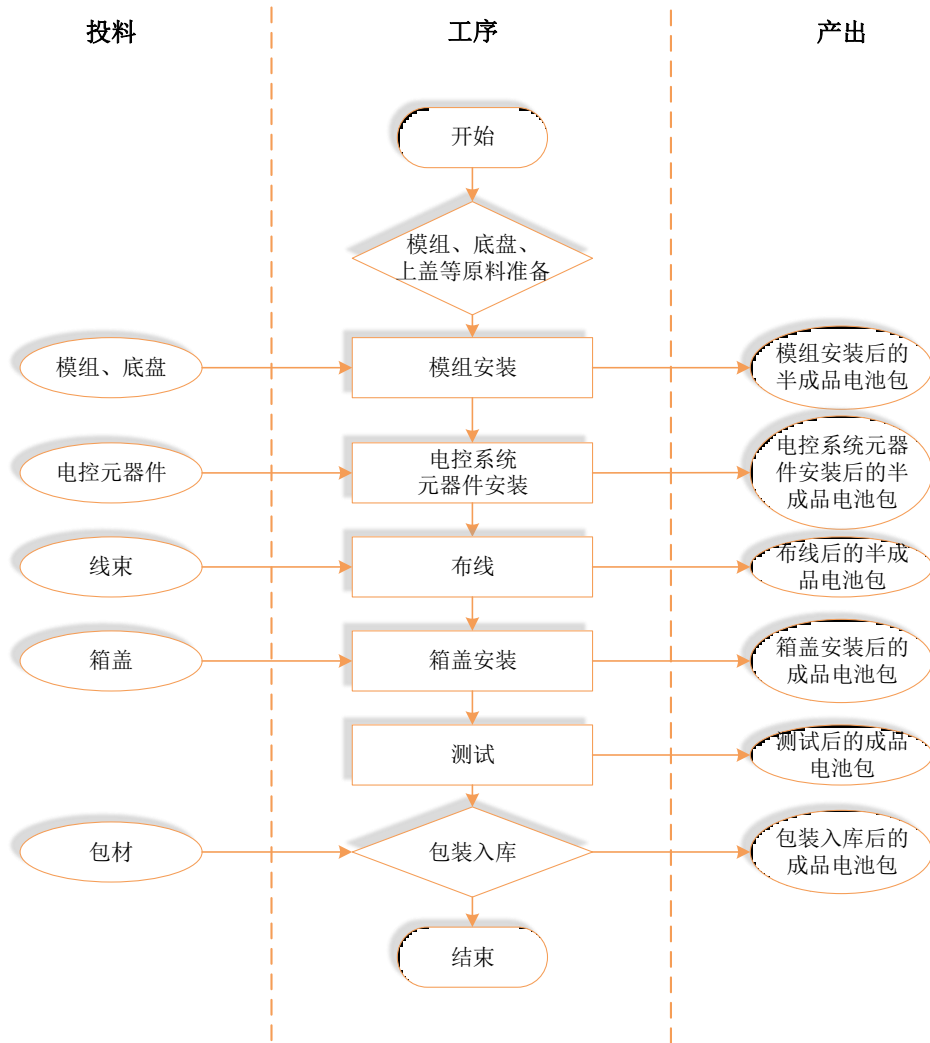 投料
工序
产出
开始
模组、底盘、
上盖等原料准备
模组、底盘
模组安装
模组安装后的
半成品电池包
电控元器件
电控系统
元器件安装
电控系统元器
件安装后的半
成品电池包
线束
布线
布线后的半成
品电池包
箱盖
箱盖安装
箱盖安装后的
成品电池包
测试
测试后的成品
电池包
包材
包装入库
包装入库后的
成品电池包
结束